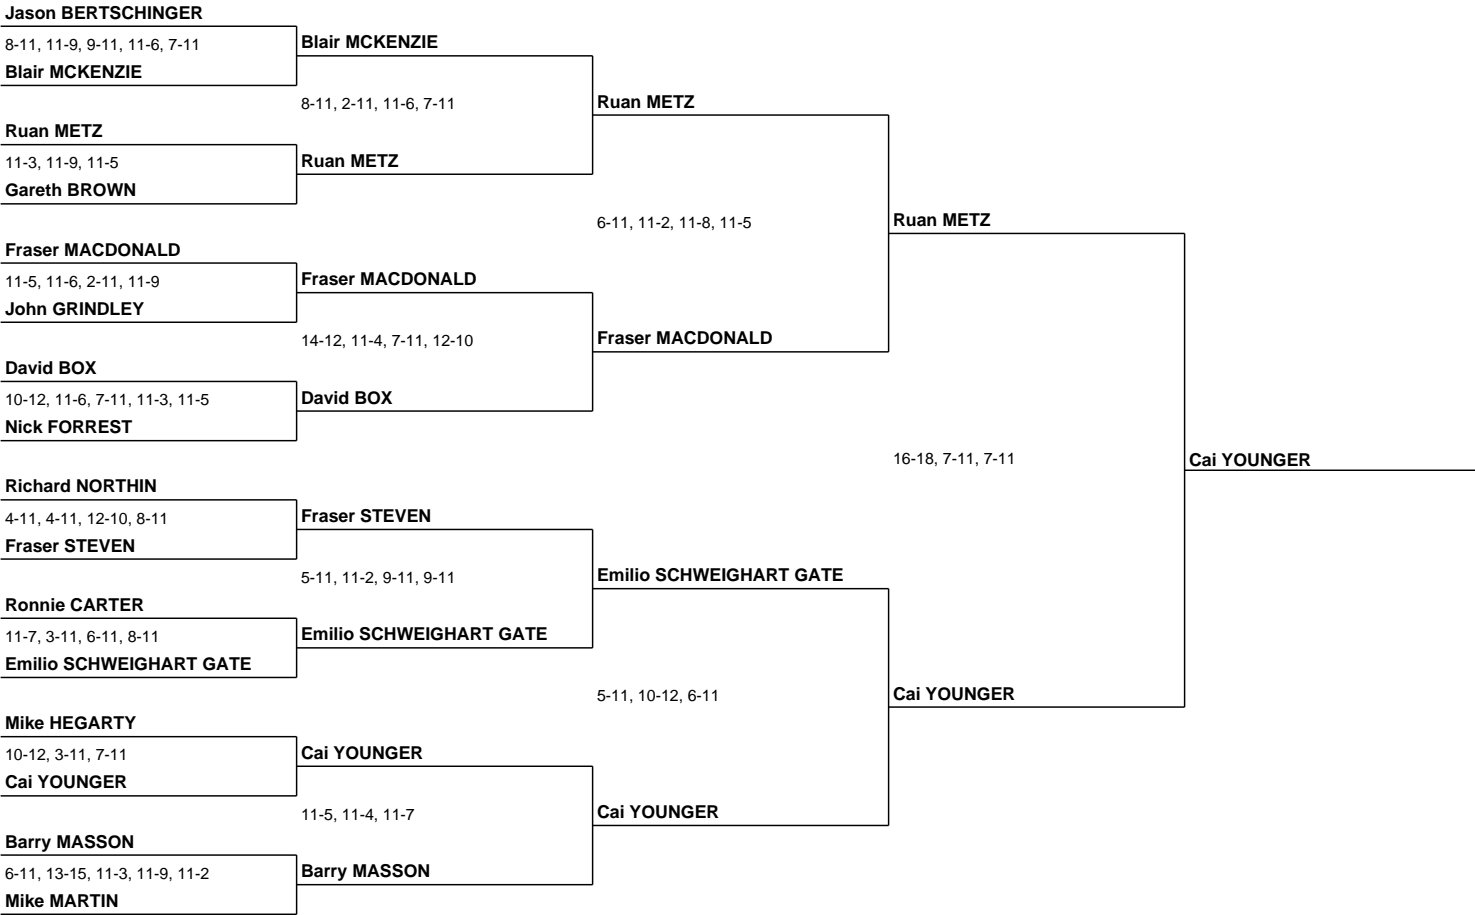 Jason BERTSCHINGER
8-11, 11-9, 9-11, 11-6, 7-11
Blair MCKENZIE
Ruan METZ
11-3, 11-9, 11-5
Gareth BROWN
Fraser MACDONALD
11-5, 11-6, 2-11, 11-9
John GRINDLEY
David BOX
10-12, 11-6, 7-11, 11-3, 11-5
Nick FORREST
Richard NORTHIN
4-11, 4-11, 12-10, 8-11
Fraser STEVEN
Ronnie CARTER
11-7, 3-11, 6-11, 8-11
Emilio SCHWEIGHART GATE
Mike HEGARTY
10-12, 3-11, 7-11
Cai YOUNGER
Barry MASSON
6-11, 13-15, 11-3, 11-9, 11-2
Mike MARTIN
Blair MCKENZIE
8-11, 2-11, 11-6, 7-11
Ruan METZ
Fraser MACDONALD
14-12, 11-4, 7-11, 12-10
David BOX
Fraser STEVEN
5-11, 11-2, 9-11, 9-11
Emilio SCHWEIGHART GATE
Cai YOUNGER
11-5, 11-4, 11-7
Barry MASSON
Ruan METZ
6-11, 11-2, 11-8, 11-5
Fraser MACDONALD
Emilio SCHWEIGHART GATE
5-11, 10-12, 6-11
Cai YOUNGER
Ruan METZ
16-18, 7-11, 7-11
Cai YOUNGER
Cai YOUNGER